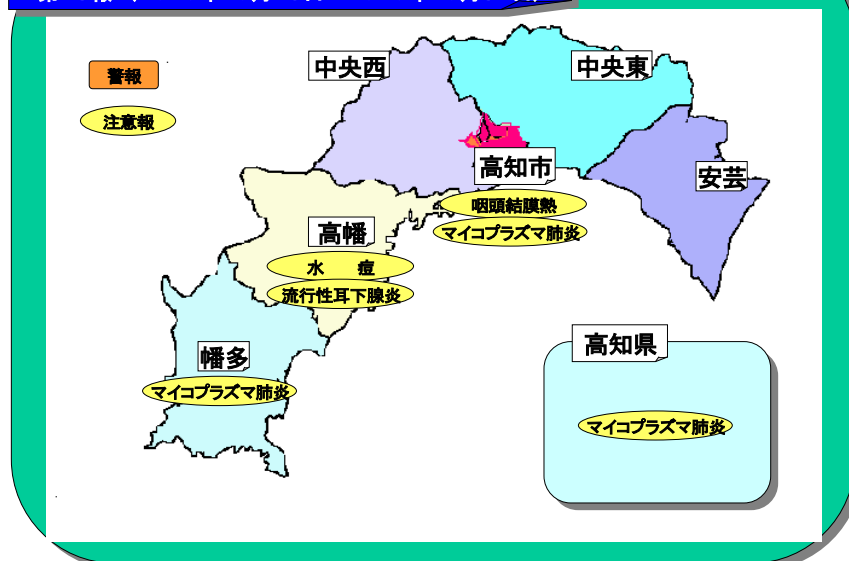 中央西
中央東
警報
注意報
高知市
安芸
咽頭結膜熱
マイコプラズマ肺炎
高幡
水　痘
流行性耳下腺炎
高知県
幡多
マイコプラズマ肺炎
マイコプラズマ肺炎